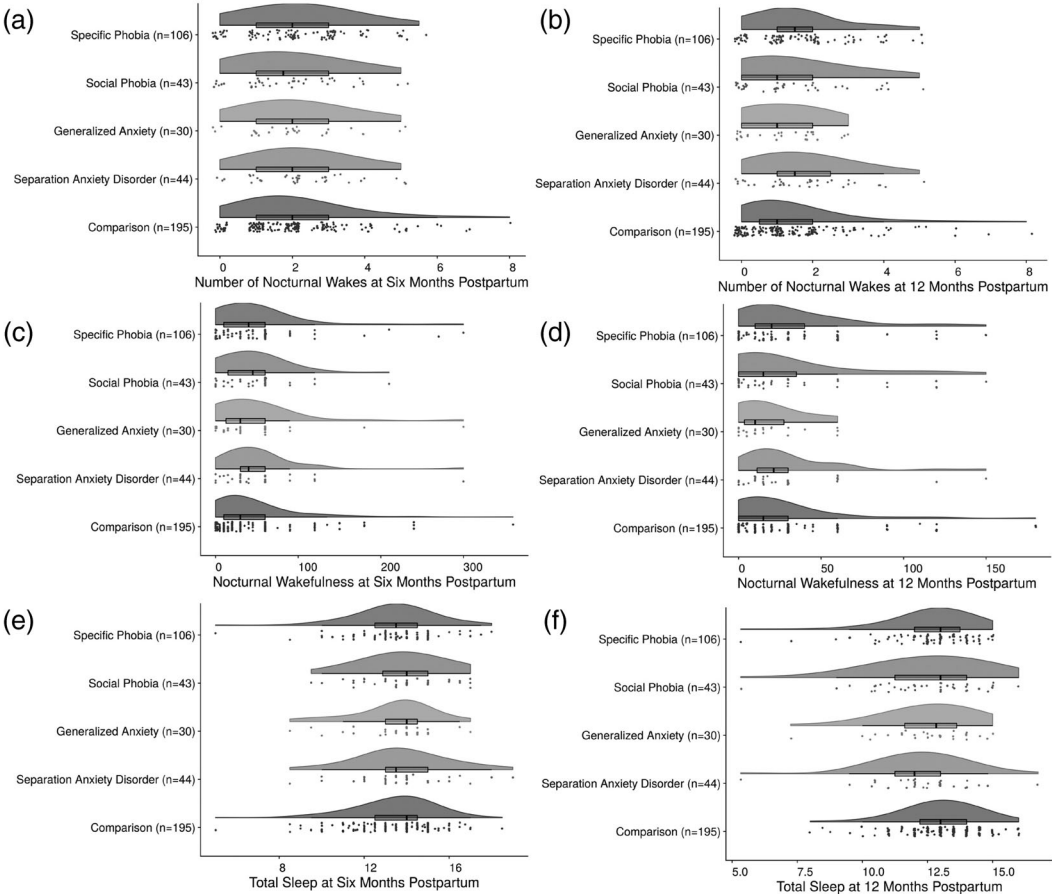 (a)
Specific Phobia (n=106)
Social Phobia (n=43)
Generalized Anxiety (n=30)
Separation Anxiety Disorder (n=44)
Comparison (n=195)
0 2 4 6 8
Number of Nocturnal Wakes at Six Months Postpartum
(b)
Specific Phobia (n=106)
Social Phobia (n=43)
Generalized Anxiety (n=30)
Separation Anxiety Disorder (n=44)
Comparison (n=195)
0 2 4 6 8
Number of Nocturnal Wakes at 12 Months Postpartum
(c)
Specific Phobia (n=106)
Social Phobia (n=43)
Generalized Anxiety (n=30)
Separation Anxiety Disorder (n=44)
Comparison (n=195)
0 100 200 300
Nocturnal Wakefulness at Six Months Postpartum
(d)
Specific Phobia (n=106)
Social Phobia (n=43)
Generalized Anxiety (n=30)
Separation Anxiety Disorder (n=44)
Comparison (n=195)
0 50 100 150
Nocturnal Wakefulness at 12 Months Postpartum
(e)
Specific Phobia (n=106)
Social Phobia (n=43)
Generalized Anxiety (n=30)
Separation Anxiety Disorder (n=44)
Comparison (n=195)
8 12 16
Total Sleep at Six Months Postpartum
(f)
Specific Phobia (n=106)
Social Phobia (n=43)
Generalized Anxiety (n=30)
Separation Anxiety Disorder (n=44)
Comparison (n=195)
5.0 7.5 10.0 12.5 15.0
Total Sleep at 12 Months Postpartum